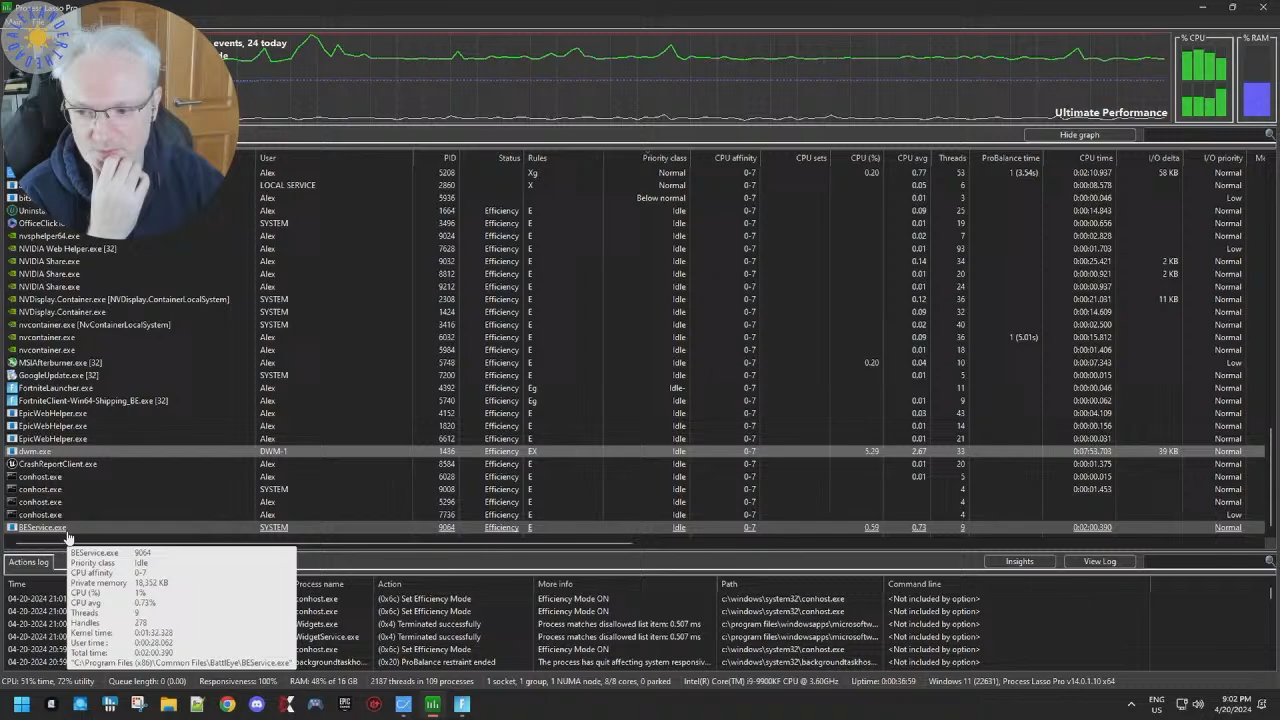 Process Lasso Pro
Main File
events, 24 today
Ultimate Performance
% CPU % RAM
Hide graph
User PID Status Rules Priority class CPU affinity CPU sets CPU (%) CPU avg Threads ProBalance time CPU time I/O delta I/O priority
Alex 5208 Xg Normal 0-7 0.20 0.77 53 1 (3.54s) 0:02:10.937 58 KB Normal
LOCAL SERVICE 2860 X Normal 0-7 0.05 6 0:00:08.578 Normal
bits Alex 5936 Below normal 0-7 0.01 3 0:00:00.046 Low
Uninst Alex 1664 Efficiency E Idle 0-7 0.09 25 0:00:14.843 Normal
OfficeClickT SYSTEM 3496 Efficiency E Idle 0-7 0.01 19 0:00:00.656 Normal
nvsphelper64.exe Alex 9024 Efficiency E Idle 0-7 0.02 7 0:00:02.828 Normal
NVIDIA Web Helper.exe [32] Alex 7628 Efficiency E Idle 0-7 0.01 93 0:00:01.703 Low
NVIDIA Share.exe Alex 9032 Efficiency E Idle 0-7 0.14 34 0:00:25.421 2 KB Normal
NVIDIA Share.exe Alex 8812 Efficiency E Idle 0-7 0.01 20 0:00:00.921 2 KB Normal
NVIDIA Share.exe Alex 9212 Efficiency E Idle 0-7 0.01 24 0:00:00.937 Normal
NVDisplay.Container.exe [NVDisplay.ContainerLocalSystem] SYSTEM 2308 Efficiency E Idle 0-7 0.12 36 0:00:21.031 11 KB Normal
NVDisplay.Container.exe SYSTEM 1424 Efficiency E Idle 0-7 0.09 32 0:00:14.609 Normal
nvcontainer.exe [NvContainerLocalSystem] SYSTEM 3416 Efficiency E Idle 0-7 0.02 40 0:00:02.500 Normal
nvcontainer.exe Alex 6032 Efficiency E Idle 0-7 0.09 36 1 (5.01s) 0:00:15.812 Normal
nvcontainer.exe Alex 5984 Efficiency E Idle 0-7 0.01 18 0:00:01.406 Normal
MSIAfterburner.exe [32] Alex 5748 Efficiency E Idle 0-7 0.20 0.04 10 0:00:07.343 Low
GoogleUpdate.exe [32] SYSTEM 7200 Efficiency E Idle 0-7 0.01 5 0:00:00.015 Normal
FortniteLauncher.exe Alex 4392 Efficiency Eg Idle- 0-7 11 0:00:00.046 Normal
FortniteClient-Win64-Shipping_BE.exe [32] Alex 5740 Efficiency Eg Idle 0-7 0.01 9 0:00:00.062 Normal
EpicWebHelper.exe Alex 4152 Efficiency E Idle 0-7 0.03 43 0:00:04.109 Normal
EpicWebHelper.exe Alex 1820 Efficiency E Idle 0-7 0.01 14 0:00:00.156 Normal
EpicWebHelper.exe Alex 6612 Efficiency E Idle 0-7 0.01 21 0:00:00.031 Normal
dwm.exe DWM-1 1436 Efficiency EX Idle 0-7 5.29 2.67 33 0:07:53.703 39 KB Normal
CrashReportClient.exe Alex 8584 Efficiency E Idle 0-7 0.01 20 0:00:01.375 Normal
conhost.exe Alex 6028 Efficiency E Idle 0-7 0.01 5 0:00:00.015 Normal
conhost.exe SYSTEM 9008 Efficiency E Idle 0-7 4 0:00:01.453 Normal
conhost.exe Alex 5296 Efficiency E Idle 0-7 4 Normal
conhost.exe Alex 7736 Efficiency E Idle 0-7 4 Low
BEService.exe SYSTEM 9064 Efficiency E Idle 0-7 0.59 0.73 9 0:02:00.390 Normal
BEService.exe 9064
Priority class Idle
CPU affinity 0-7
Private memory 18,352 KB
CPU (%) 1%
CPU avg 0.73%
Threads 9
Handles 278
Kernel time: 0:01:32.328
User time : 0:00:28.062
Total time: 0:02:00.390
"C:\Program Files (x86)\Common Files\BattlEye\BEService.exe"
Actions log Insights View Log
Time Process name Action More info Path Command line
04-20-2024 21:01 conhost.exe (0x6c) Set Efficiency Mode Efficiency Mode ON c:\windows\system32\conhost.exe <Not included by option>
04-20-2024 21:01 conhost.exe (0x6c) Set Efficiency Mode Efficiency Mode ON c:\windows\system32\conhost.exe <Not included by option>
04-20-2024 21:00 Widgets.exe (0x4) Terminated successfully Process matches disallowed list item: 0.507 ms c:\program files\windowsapps\microsoftw... <Not included by option>
04-20-2024 21:00 WidgetService.exe (0x4) Terminated successfully Process matches disallowed list item: 0.507 ms c:\program files\windowsapps\microsoft... <Not included by option>
04-20-2024 20:59 conhost.exe (0x6c) Set Efficiency Mode Efficiency Mode ON c:\windows\system32\conhost.exe <Not included by option>
04-20-2024 20:59 backgroundtaskho... (0x20) ProBalance restraint ended The process has quit affecting system responsiv... c:\windows\system32\backgroundtaskhos... <Not included by option>
CPU: 51% time, 72% utility Queue length: 0 (0.00) Responsiveness: 100% RAM: 48% of 16 GB 2187 threads in 109 processes 1 socket, 1 group, 1 NUMA node, 8/8 cores, 0 parked Intel(R) Core(TM) i9-9900KF @ 3.60GHz Uptime: 0:00:36:59 Windows 11 (22631), Process Lasso Pro v14.0.1.10 x64
ENG
US
9:02 PM
4/20/2024